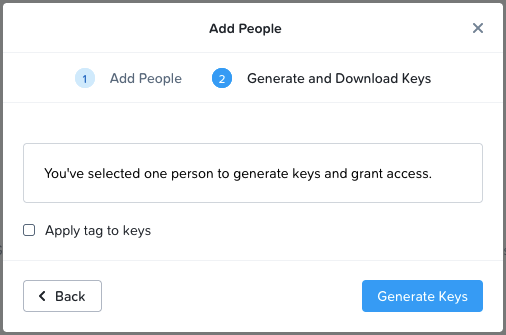 Add People
1 Add People 2 Generate and Download Keys
You've selected one person to generate keys and grant access.
Apply tag to keys
Back Generate Keys